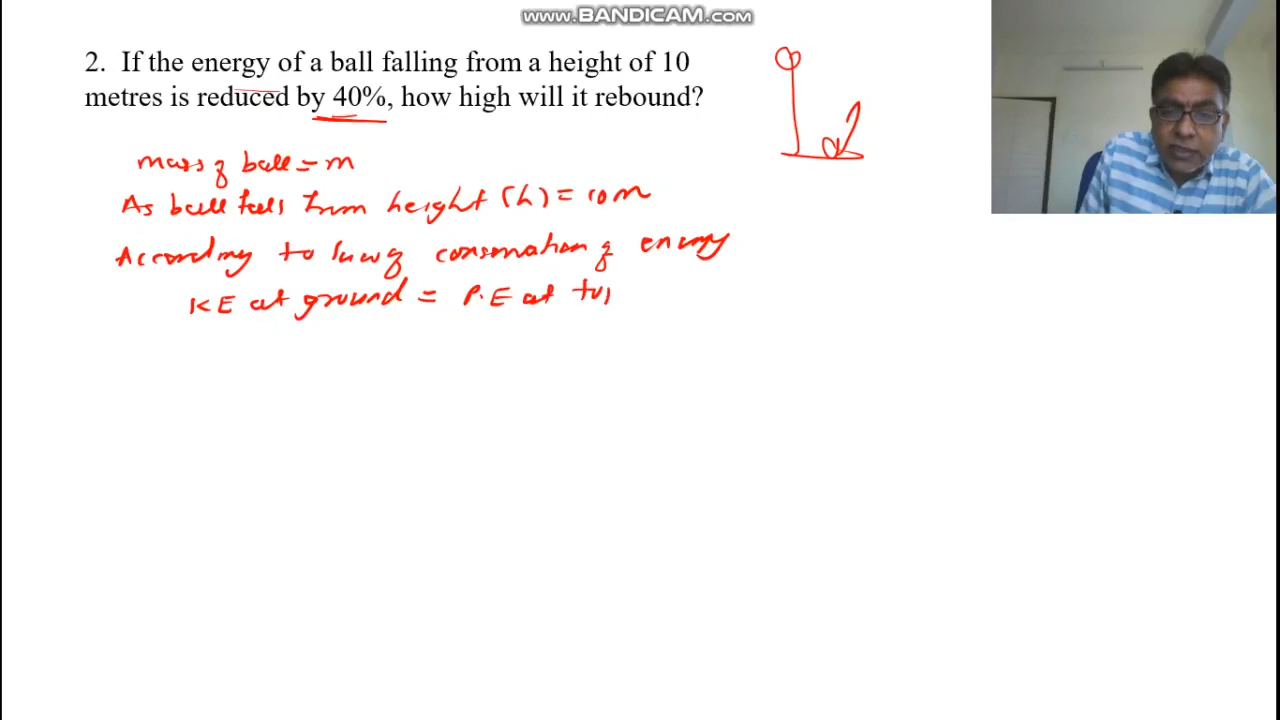 www.BANDICAM.com
2. If the energy of a ball falling from a height of 10
metres is reduced by 40%, how high will it rebound?
mass of ball = m
As ball falls from height (h) = 10m
According to law of conservation of energy
KE at ground = P.E at